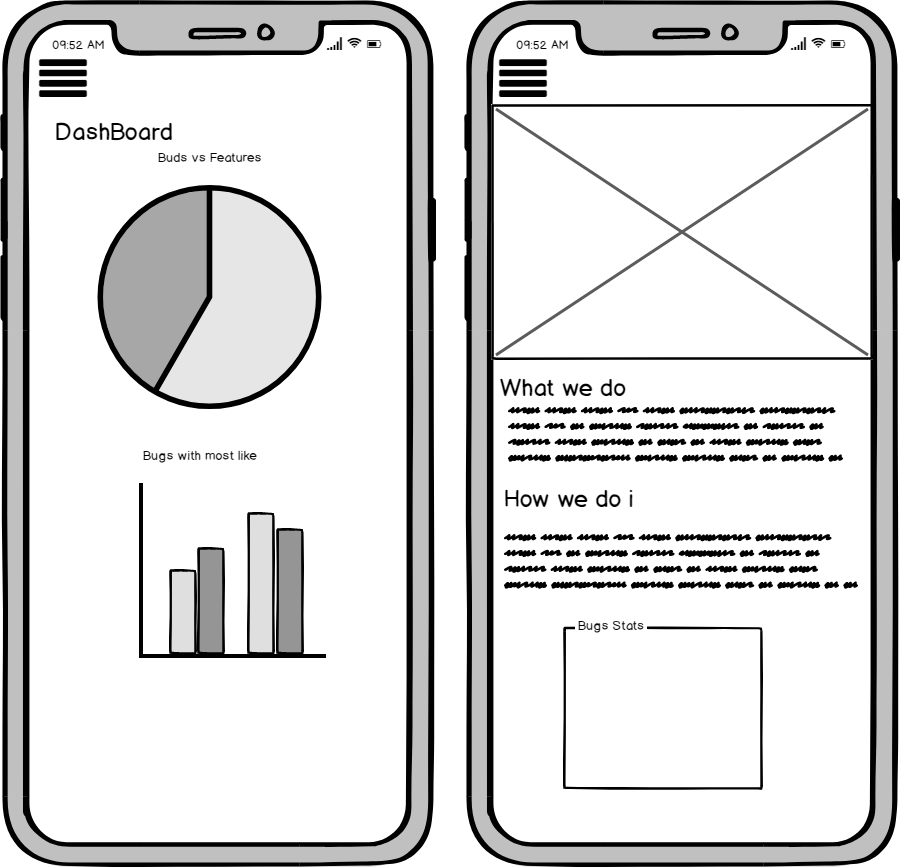 09:52 AM
DashBoard
Buds vs Features
Bugs with most like
09:52 AM
What we do
How we do i
Bugs Stats